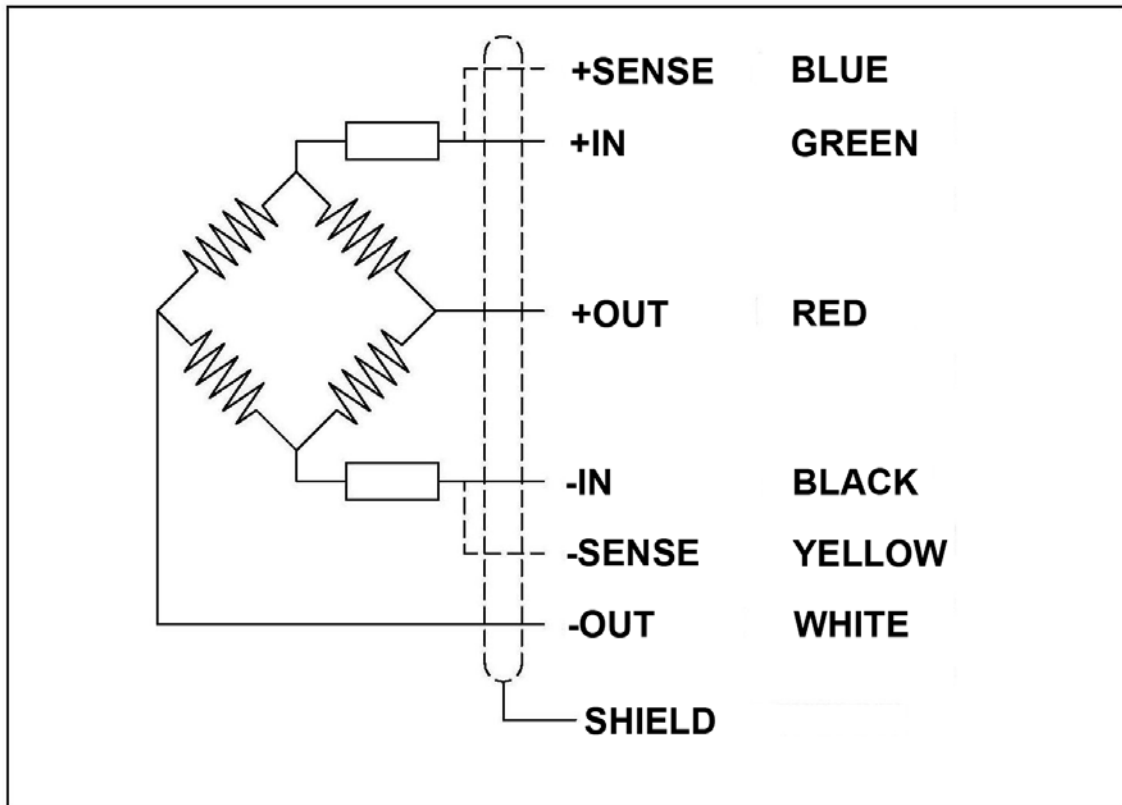 +SENSE BLUE
+IN GREEN
+OUT RED
-IN BLACK
-SENSE YELLOW
-OUT WHITE
SHIELD